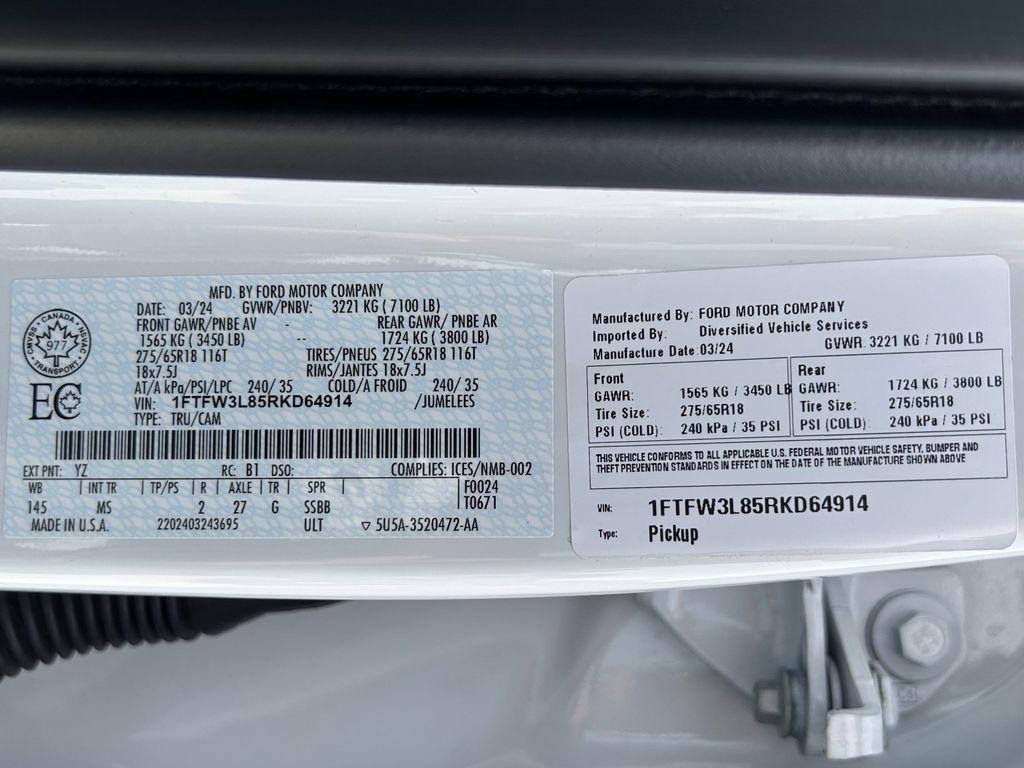 MFD. BY FORD MOTOR COMPANY
DATE: 03/24 GVWR/PNBV: 3221 KG ( 7100 LB)
FRONT GAWR/PNBE AV - REAR GAWR/ PNBE AR
1565 KG ( 3450 LB) -- 1724 KG ( 3800 LB)
275/65R18 116T TIRES/PNEUS 275/65R18 116T
18x7.5J RIMS/JANTES 18x7.5J
AT/A kPa/PSI/LPC 240/ 35 COLD/A FROID 240/ 35
VIN: 1FTFW3L85RKD64914 /JUMELEES
TYPE: TRU/CAM
CANADA
CMVSS NSVAC
977
TRANSPORT
EC
EXT PNT: YZ RC: B1 DSO: COMPLIES: ICES/NMB-002
WB | INT TR | TP/PS | R | AXLE | TR | SPR | F0024
145 MS 2 27 G SSBB T0671
MADE IN U.S.A. 2202403243695 ULT ▽ 5U5A-3520472-AA
Manufactured By: FORD MOTOR COMPANY
Imported By: Diversified Vehicle Services
Manufacture Date:03/24 GVWR: 3221 KG / 7100 LB
Front
GAWR: 1565 KG / 3450 LB
Tire Size: 275/65R18
PSI (COLD): 240 kPa / 35 PSI
Rear
GAWR: 1724 KG / 3800 LB
Tire Size: 275/65R18
PSI (COLD): 240 kPa / 35 PSI
THIS VEHICLE CONFORMS TO ALL APPLICABLE U.S. FEDERAL MOTOR VEHICLE SAFETY, BUMPER AND
THEFT PREVENTION STANDARDS IN EFFECT ON THE DATE OF THE MANUFACTURE SHOWN ABOVE
VIN: 1FTFW3L85RKD64914
Type: Pickup